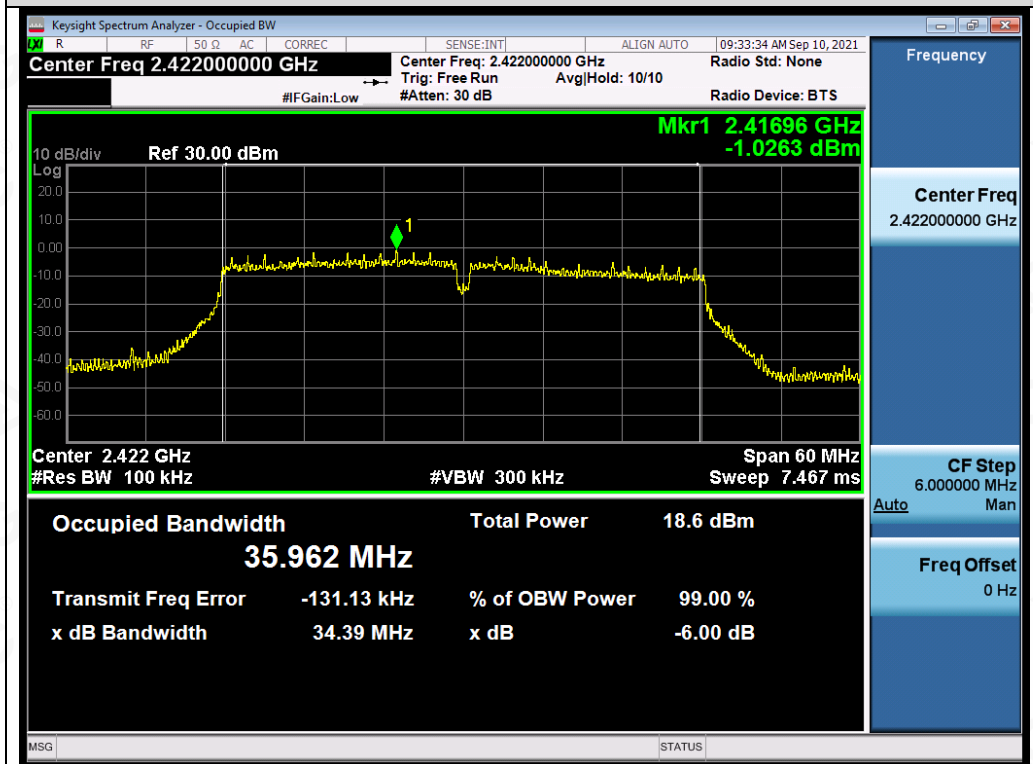 Keysight Spectrum Analyzer - Occupied BW
LXI R RF 50 Ω AC CORREC SENSE:INT ALIGN AUTO 09:33:34 AM Sep 10, 2021
Center Freq 2.422000000 GHz
Center Freq: 2.422000000 GHz Radio Std: None
Trig: Free Run Avg|Hold: 10/10
#IFGain:Low #Atten: 30 dB Radio Device: BTS
Frequency
Mkr1 2.41696 GHz
-1.0263 dBm
10 dB/div Ref 30.00 dBm
Log
20.0
10.0
0.00
-10.0
-20.0
-30.0
-40.0
-50.0
-60.0
1
Center 2.422 GHz Span 60 MHz
#Res BW 100 kHz #VBW 300 kHz Sweep 7.467 ms
Center Freq
2.422000000 GHz
CF Step
6.000000 MHz
Auto Man
Freq Offset
0 Hz
Occupied Bandwidth Total Power 18.6 dBm
35.962 MHz
Transmit Freq Error -131.13 kHz % of OBW Power 99.00 %
x dB Bandwidth 34.39 MHz x dB -6.00 dB
MSG STATUS